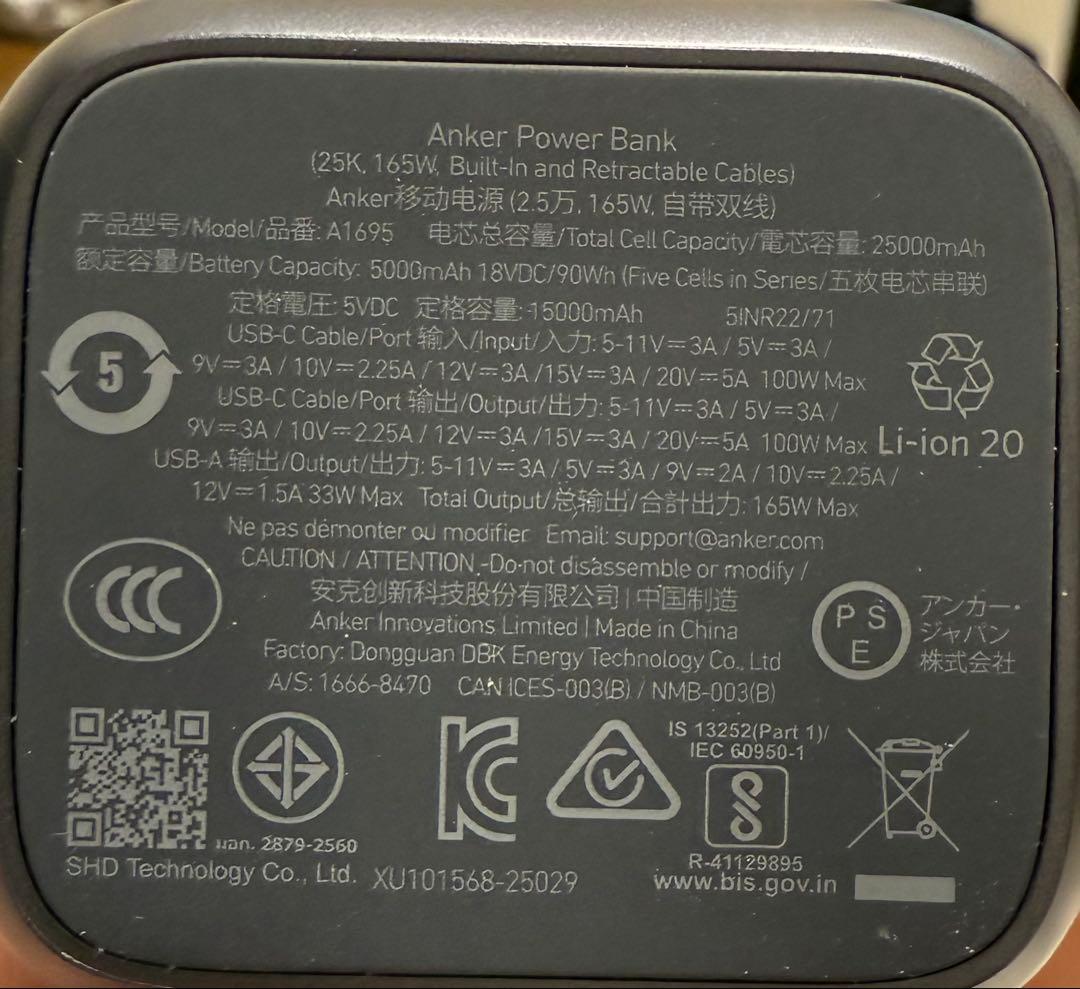 Anker Power Bank
(25K, 165W, Built-In and Retractable Cables)
Anker移动电源 (2.5万, 165W, 自带双线)
产品型号/Model/品番: A1695 电芯总容量/Total Cell Capacity/電芯容量: 25000mAh
额定容量/Battery Capacity: 5000mAh 18VDC/90Wh (Five Cells in Series/五枚电芯串联)
定格電圧: 5VDC 定格容量: 15000mAh 5INR22/71
USB-C Cable/Port 输入/Input/入力: 5-11V⎓3A / 5V⎓3A /
9V⎓3A / 10V⎓2.25A / 12V⎓3A /15V⎓3A / 20V⎓5A 100W Max
USB-C Cable/Port 输出/Output/出力: 5-11V⎓3A / 5V⎓3A /
9V⎓3A / 10V⎓2.25A / 12V⎓3A /15V⎓3A / 20V⎓5A 100W Max
USB-A 输出/Output/出力: 5-11V⎓3A / 5V⎓3A / 9V⎓2A / 10V⎓2.25A /
12V⎓1.5A 33W Max Total Output/总输出/合計出力: 165W Max
Ne pas démonter ou modifier Email: support@anker.com
CAUTION / ATTENTION -Do not disassemble or modify /
安克创新科技股份有限公司 | 中国制造
Anker Innovations Limited | Made in China
Factory: Dongguan DBK Energy Technology Co., Ltd
A/S: 1666-8470 CAN ICES-003(B) / NMB-003(B)
5
Li-ion 20
CCC
PSE
アンカー・
ジャパン
株式会社
มอก. 2879-2560
SHD Technology Co., Ltd. XU101568-25029
IS 13252(Part 1)/
IEC 60950-1
R-41129895
www.bis.gov.in